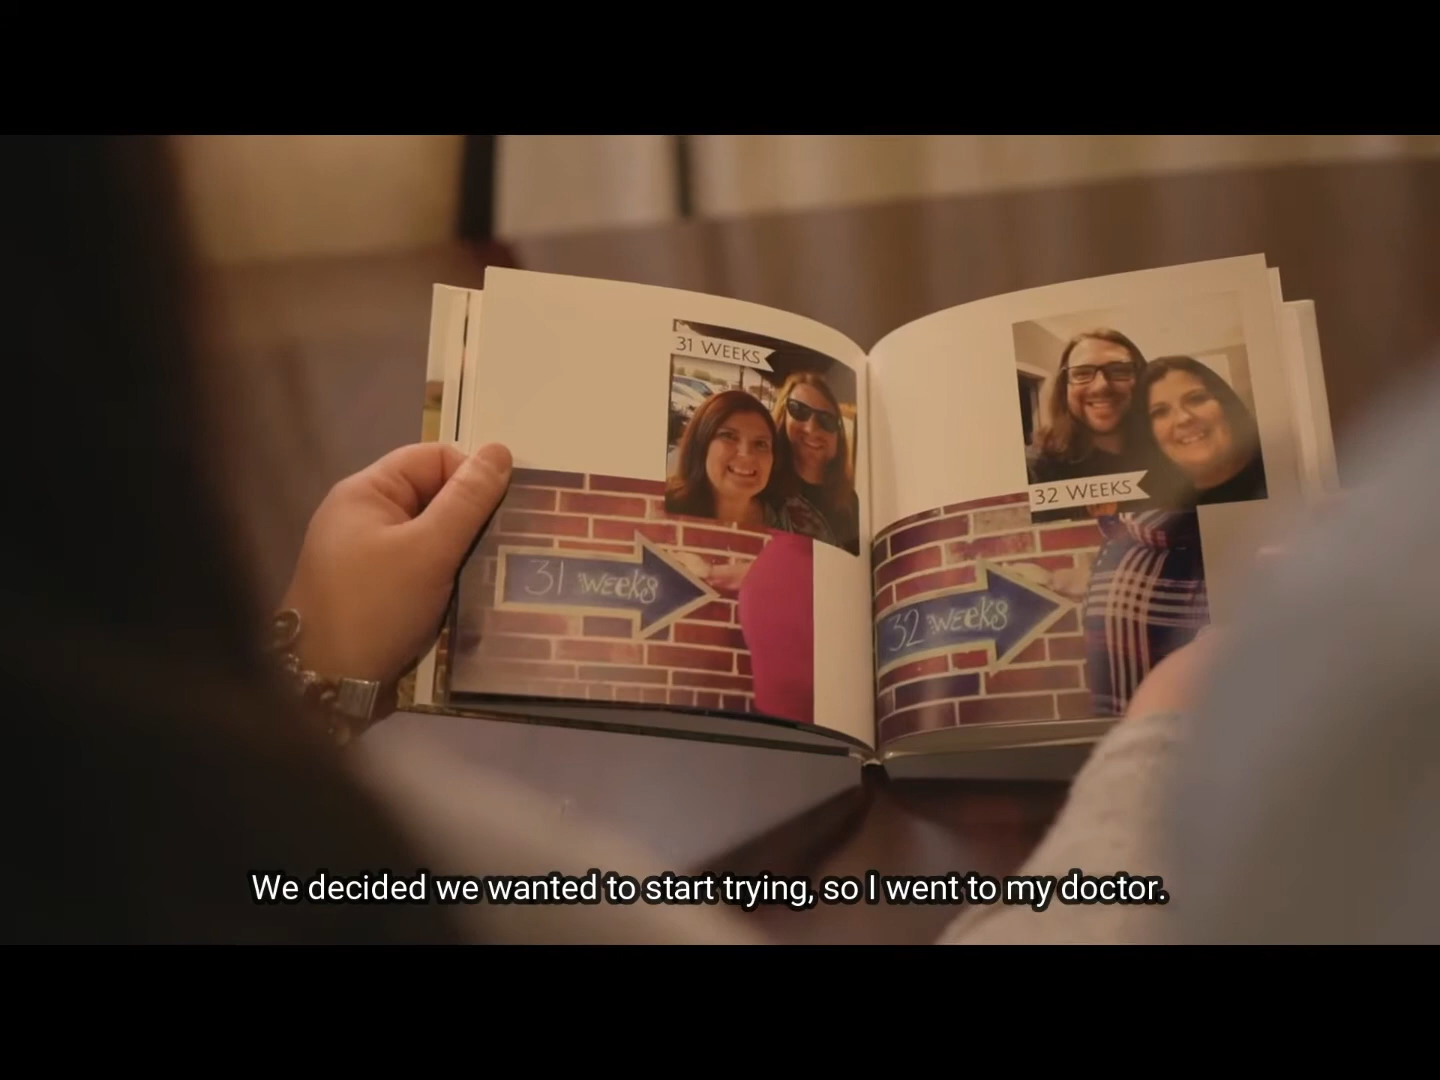 31 WEEKS
31 weeks
32 WEEKS
32 weeks
We decided we wanted to start trying, so I went to my doctor.